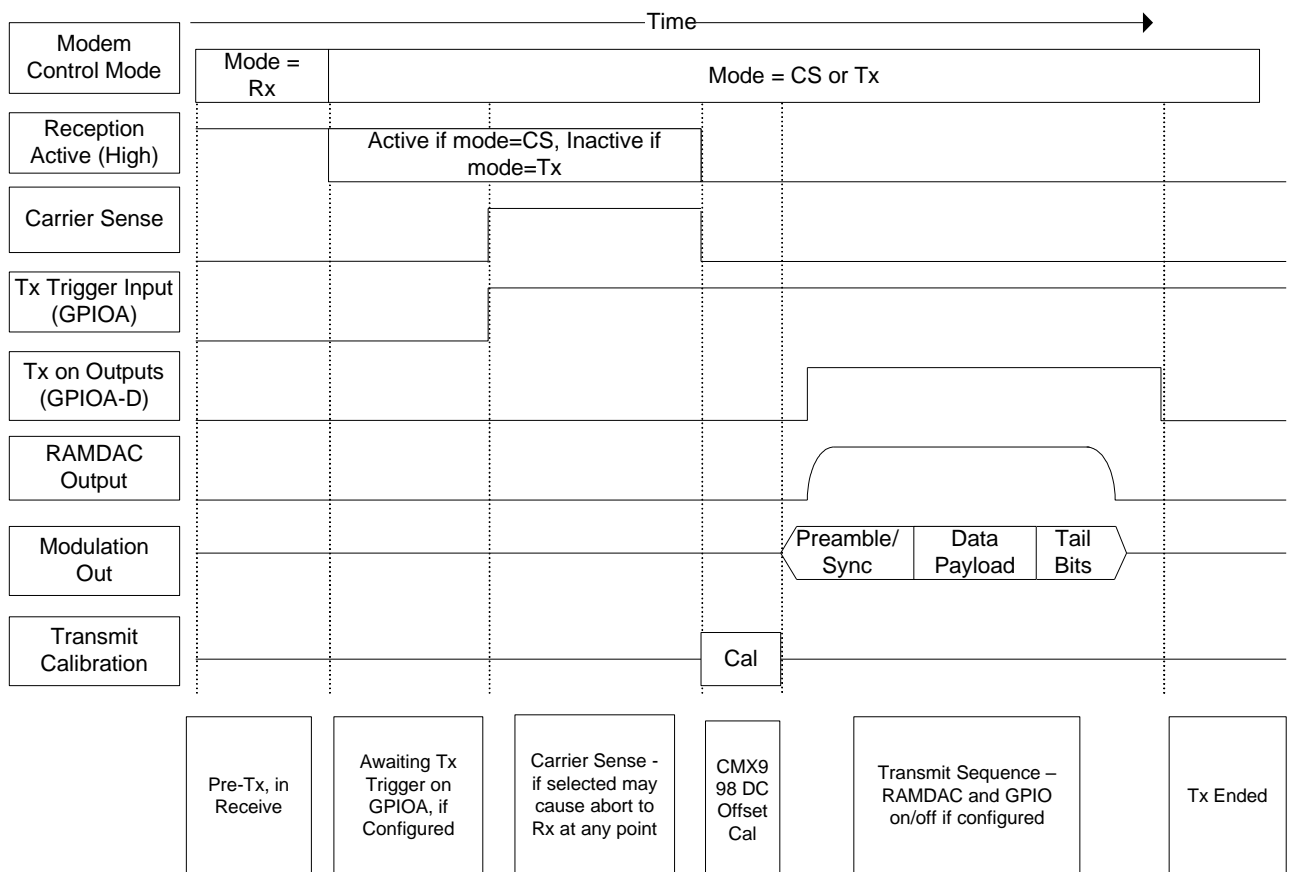 Time
Modem
Control Mode
Mode =
Rx
Mode = CS or Tx
Reception
Active (High)
Active if mode=CS, Inactive if
mode=Tx
Carrier Sense
Tx Trigger Input
(GPIOA)
Tx on Outputs
(GPIOA-D)
RAMDAC
Output
Modulation
Out
Preamble/
Sync
Data
Payload
Tail
Bits
Transmit
Calibration
Cal
Pre-Tx, in
Receive
Awaiting Tx
Trigger on
GPIOA, if
Configured
Carrier Sense -
if selected may
cause abort to
Rx at any point
CMX9
98 DC
Offset
Cal
Transmit Sequence –
RAMDAC and GPIO
on/off if configured
Tx Ended